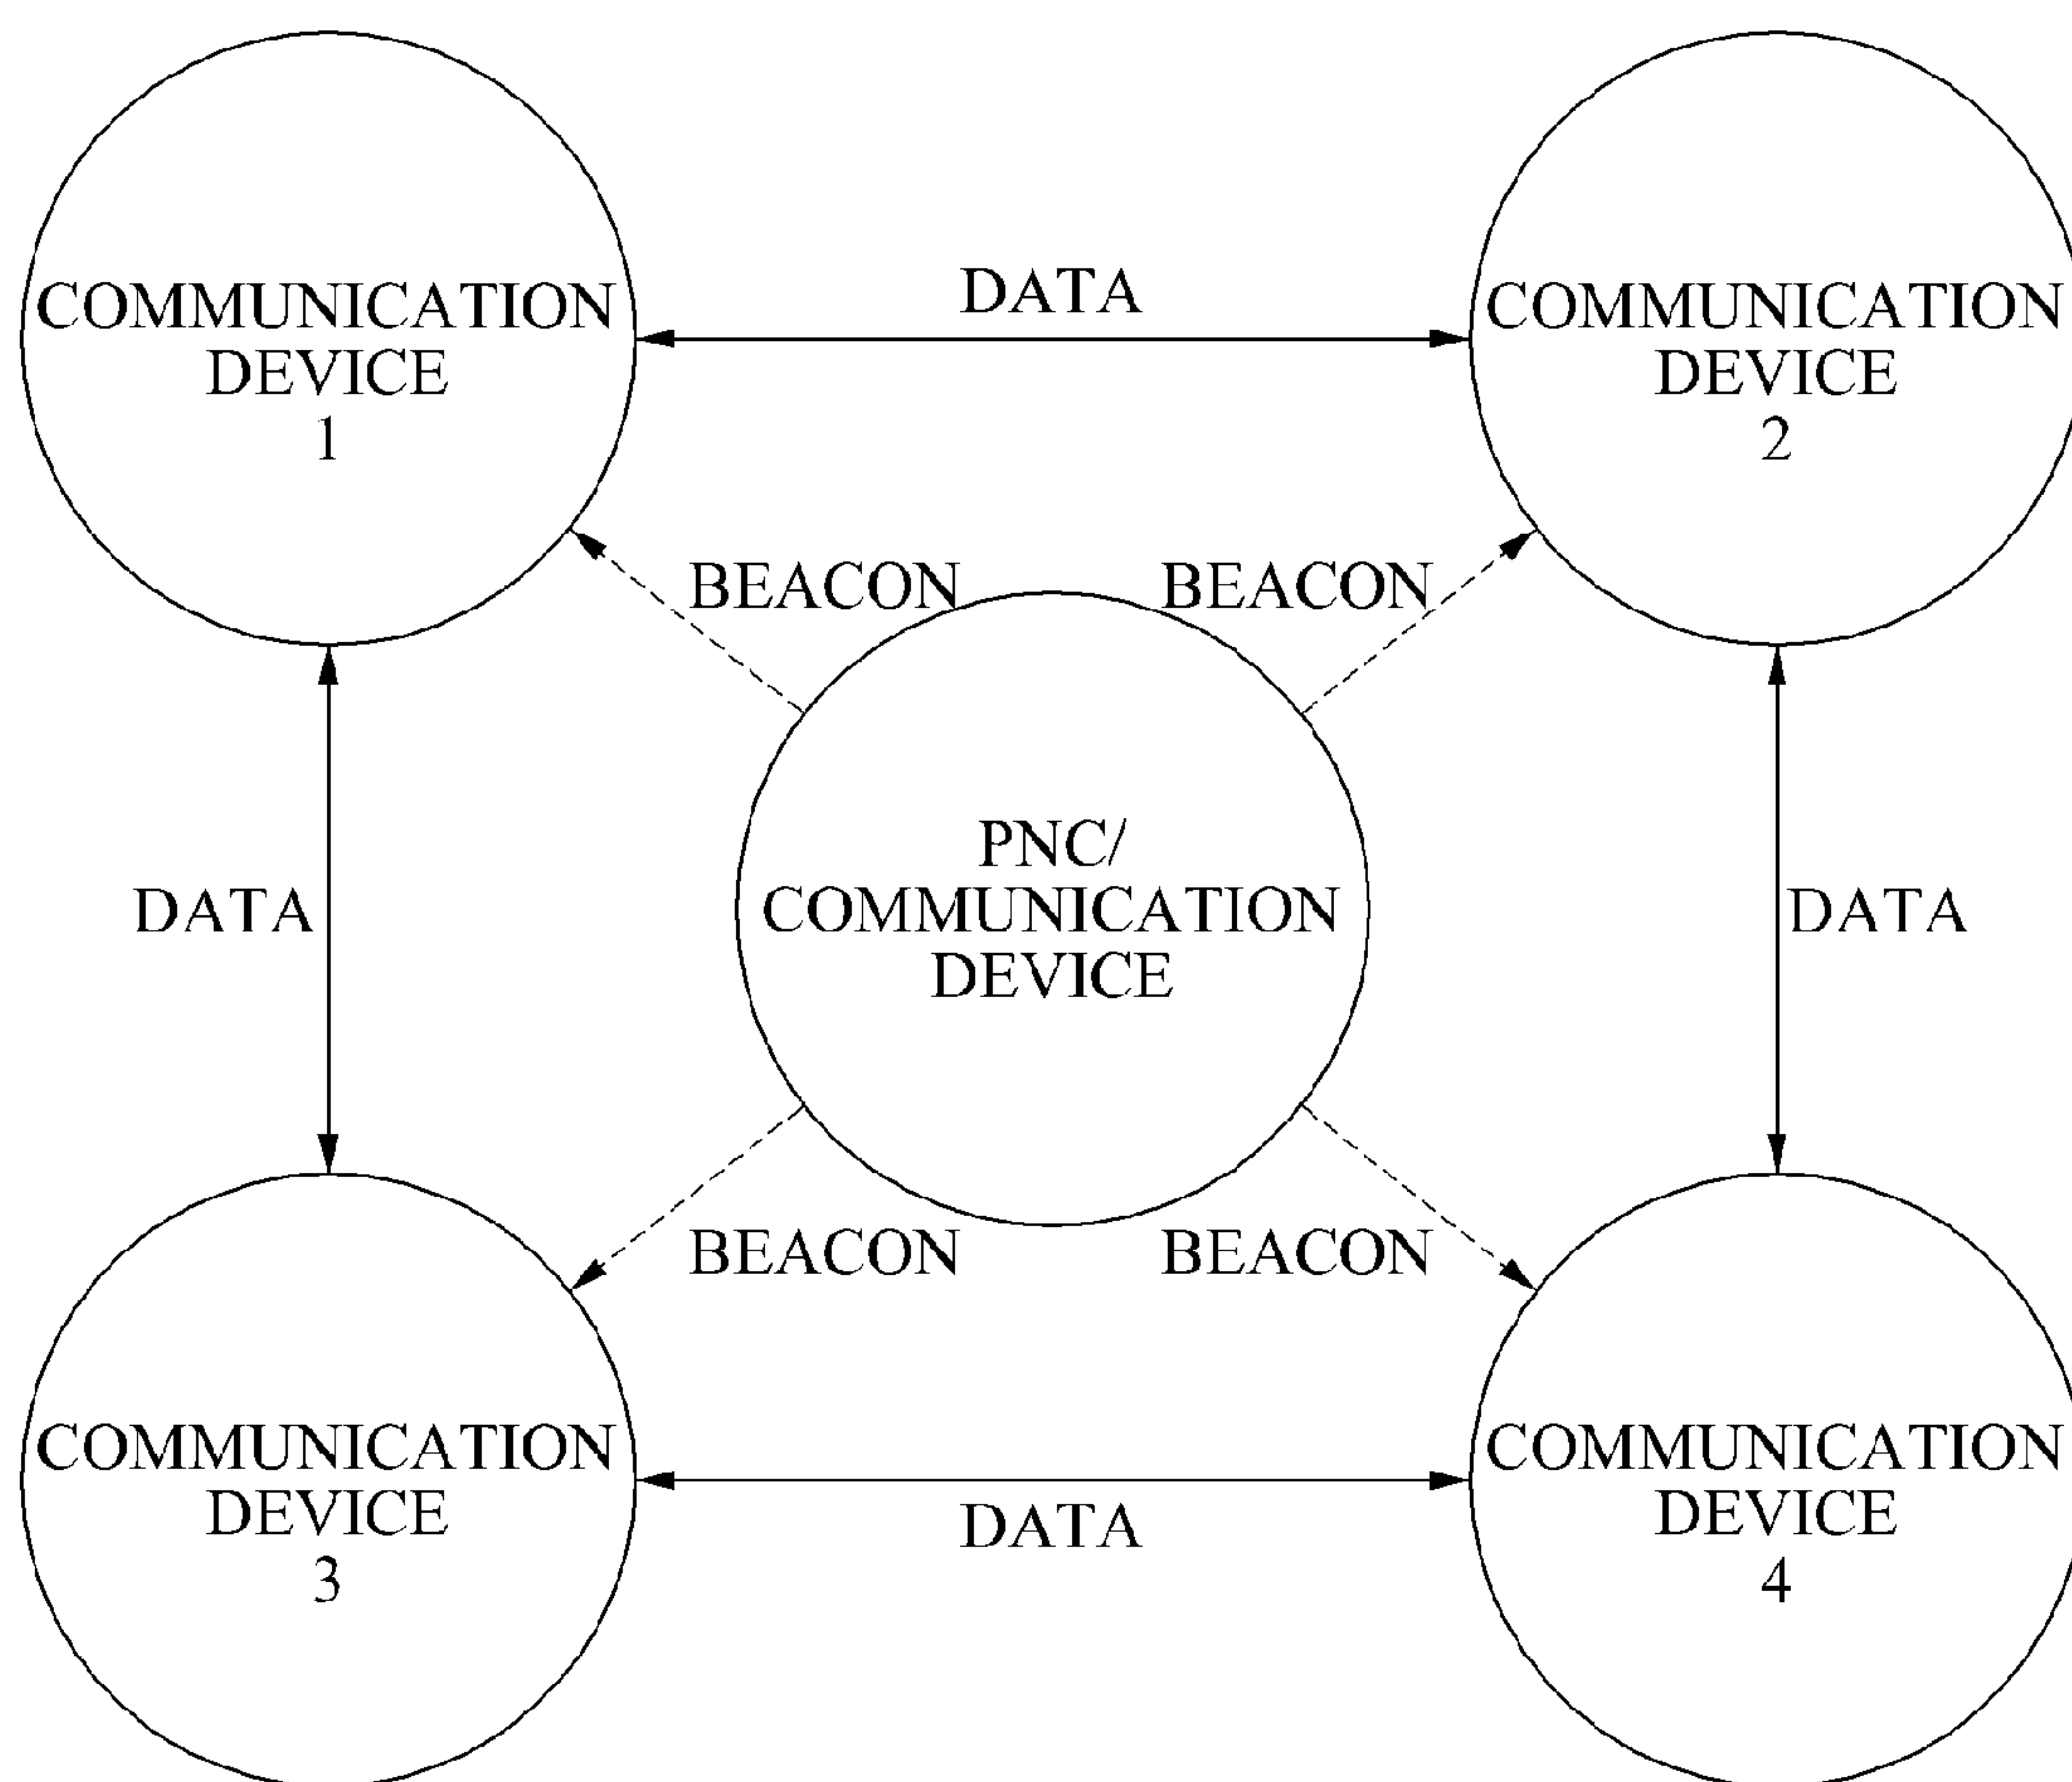 COMMUNICATION
DEVICE
1
DATA
COMMUNICATION
DEVICE
2
BEACON
BEACON
DATA
PNC/
COMMUNICATION
DEVICE
DATA
BEACON
BEACON
COMMUNICATION
DEVICE
3
DATA
COMMUNICATION
DEVICE
4